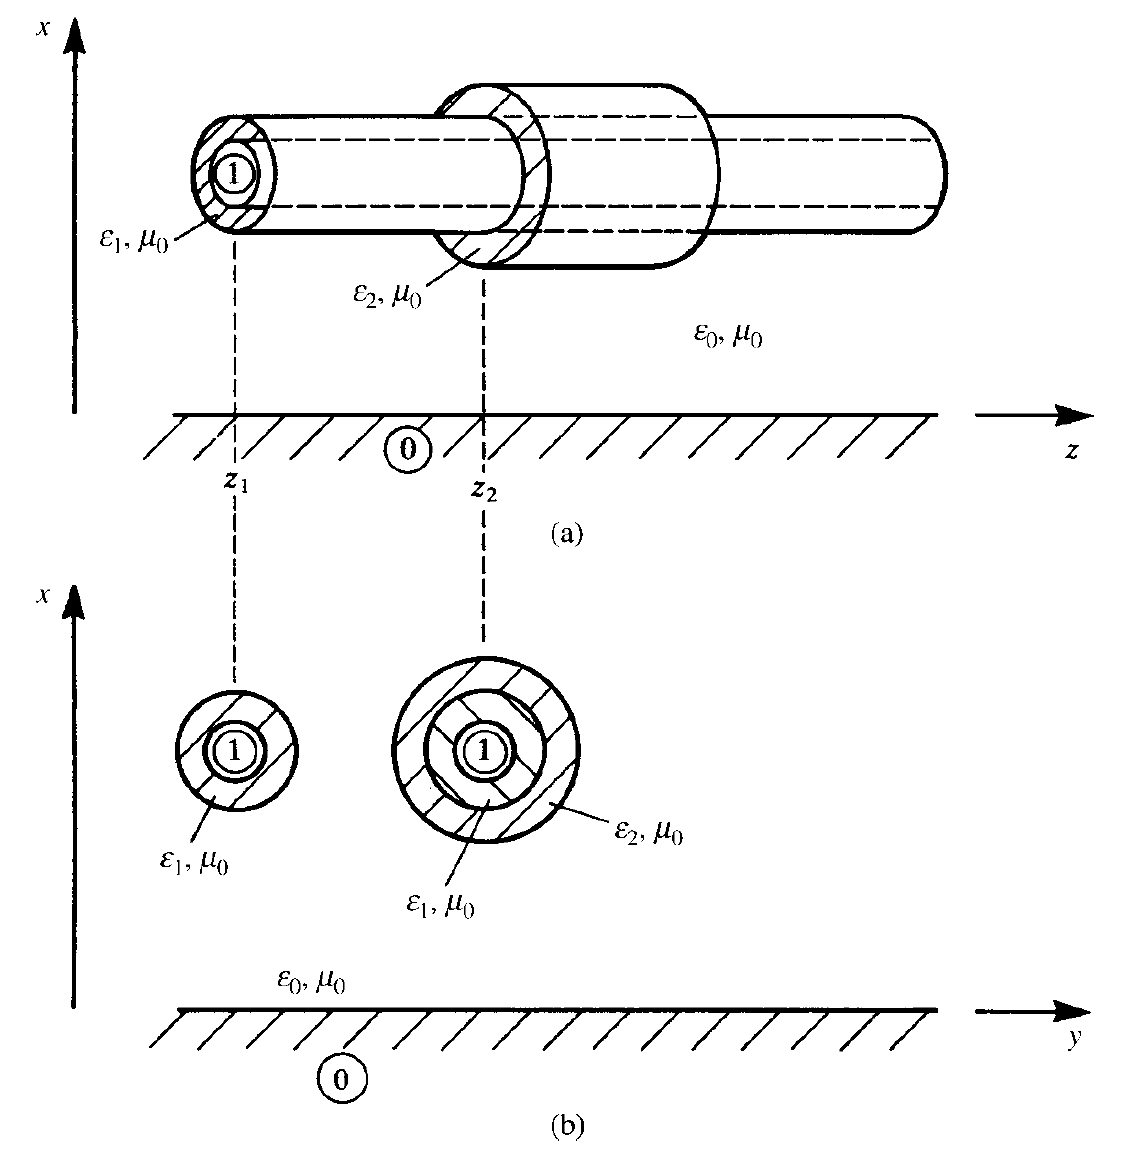 x
1
ε₁, μ₀
ε₂, μ₀
ε₀, μ₀
0
z
z₁
z₂
(a)
x
1
1
ε₂, μ₀
ε₁, μ₀
ε₁, μ₀
ε₀, μ₀
y
0
(b)